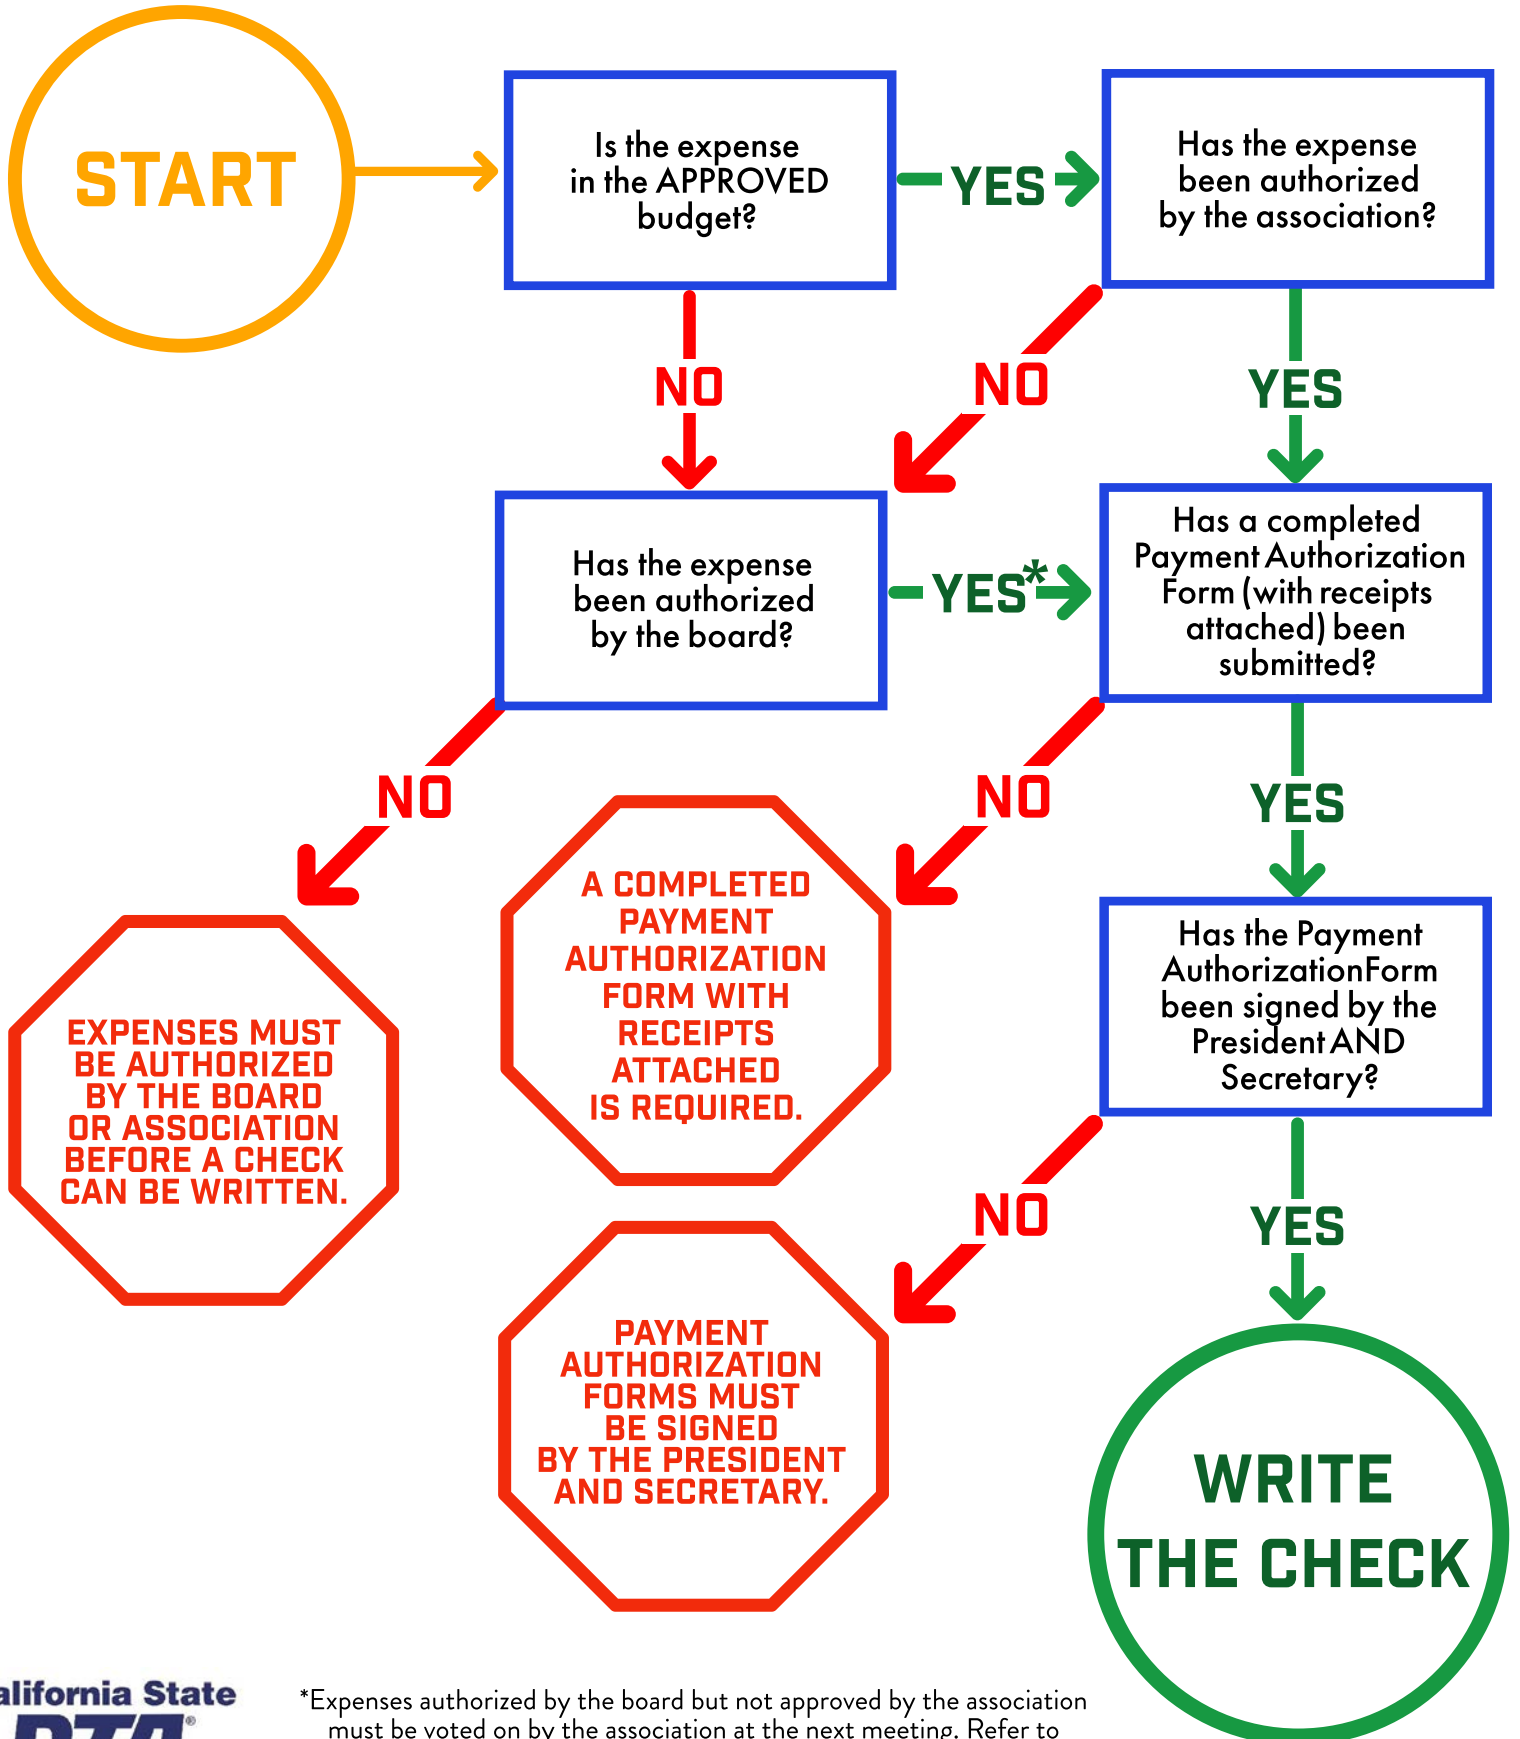 START
Is the expense
in the APPROVED
budget?
YES
Has the expense
been authorized
by the association?
NO
NO
YES
Has the expense
been authorized
by the board?
YES*
Has a completed
Payment Authorization
Form (with receipts
attached) been
submitted?
NO
NO
YES
EXPENSES MUST
BE AUTHORIZED
BY THE BOARD
OR ASSOCIATION
BEFORE A CHECK
CAN BE WRITTEN.
A COMPLETED
PAYMENT
AUTHORIZATION
FORM WITH
RECEIPTS
ATTACHED
IS REQUIRED.
Has the Payment
AuthorizationForm
been signed by the
President AND
Secretary?
NO
YES
PAYMENT
AUTHORIZATION
FORMS MUST
BE SIGNED
BY THE PRESIDENT
AND SECRETARY.
WRITE
THE CHECK
alifornia State
PTA®
*Expenses authorized by the board but not approved by the association
must be voted on by the association at the next meeting. Refer to